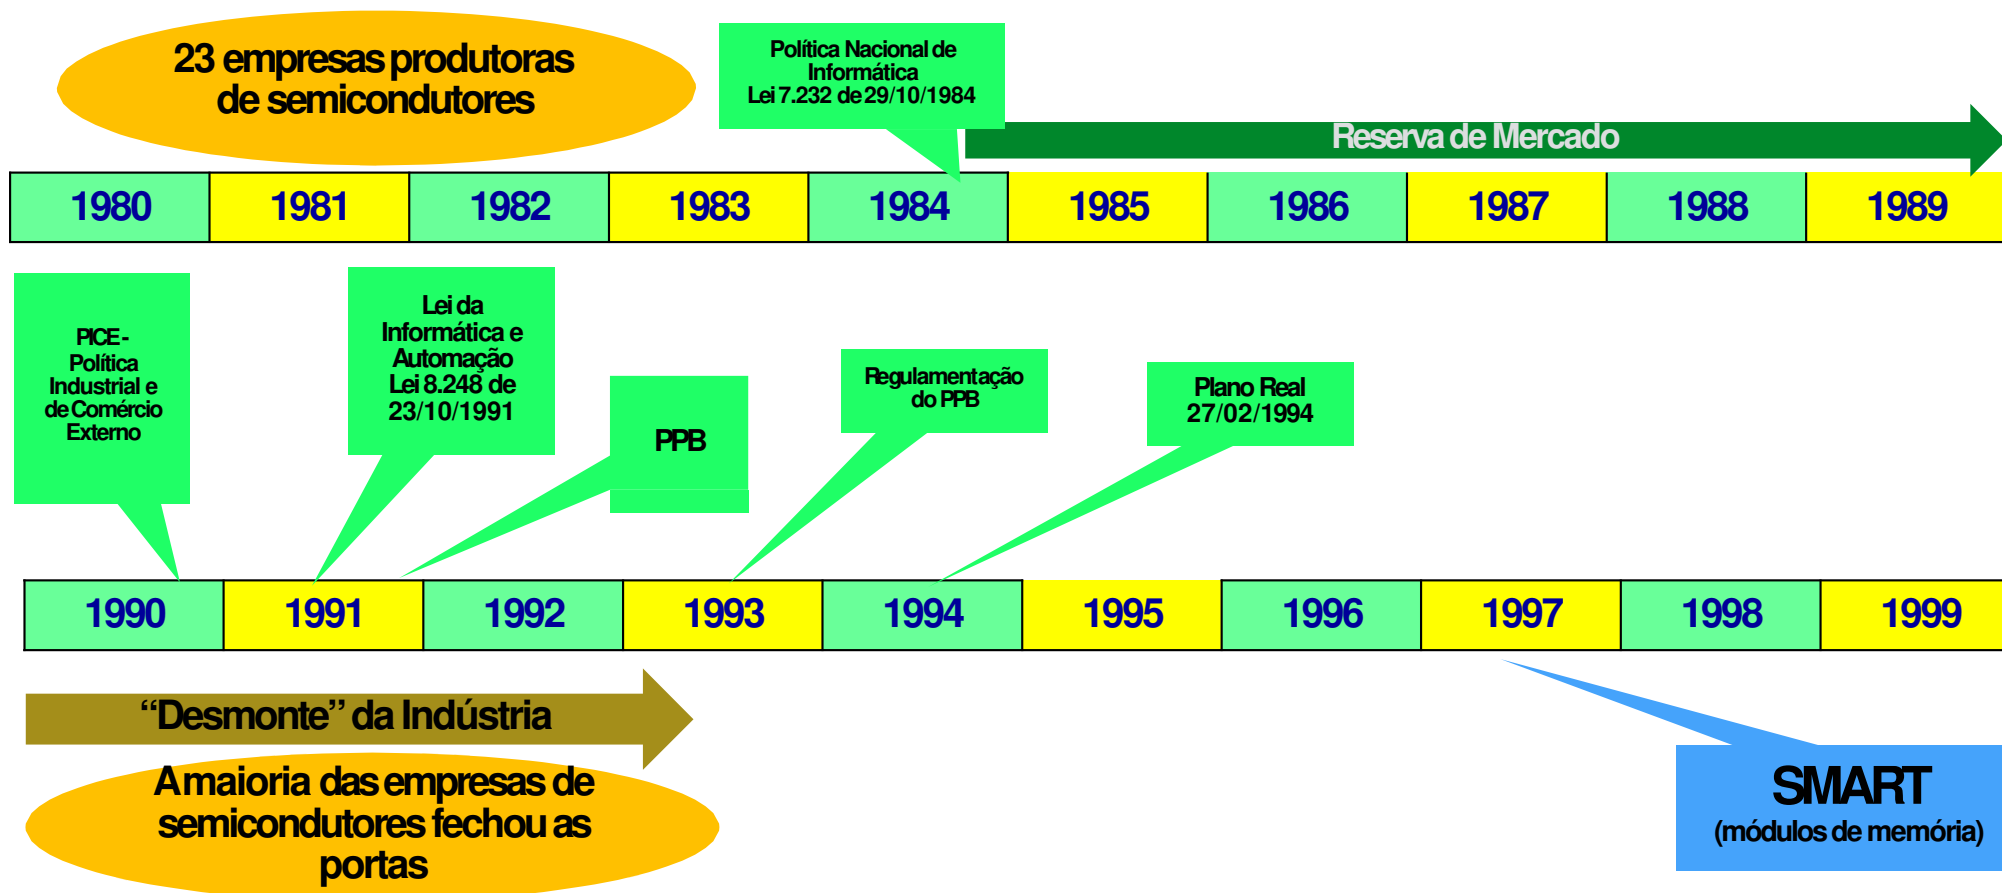 23 empresas produtoras
de semicondutores
Política Nacional de
Informática
Lei 7.232 de 29/10/1984
Reserva de Mercado
1980 1981 1982 1983 1984 1985 1986 1987 1988 1989
PICE -
Política
Industrial e
de Comércio
Externo
Lei da
Informática e
Automação
Lei 8.248 de
23/10/1991
PPB
Regulamentação
do PPB
Plano Real
27/02/1994
1990 1991 1992 1993 1994 1995 1996 1997 1998 1999
“Desmonte” da Indústria
A maioria das empresas de
semicondutores fechou as
portas
SMART
(módulos de memória)